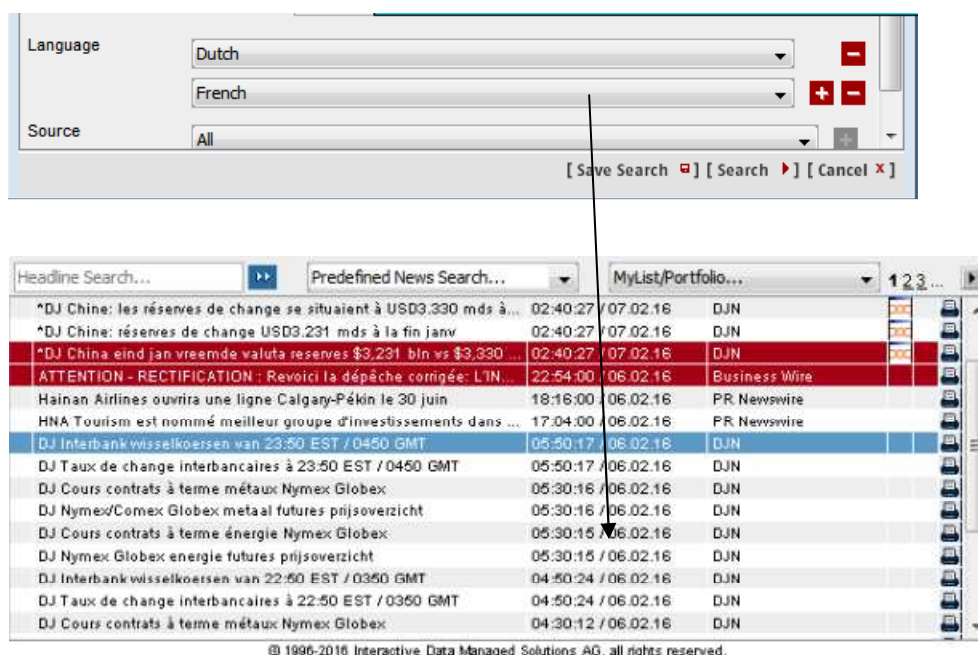 Language
Dutch
French
Source
All
[ Save Search ] [ Search ] [ Cancel x ]
Headline Search...
Predefined News Search...
MyList/Portfolio...
1 2 3 ...
*DJ Chine: les réserves de change se situaient à USD3.330 mds à... 02:40:27 / 07.02.16 DJN
*DJ Chine: réserves de change USD3.231 mds à la fin janv 02:40:27 / 07.02.16 DJN
*DJ China eind jan vreemde valuta reserves $3,231 bln vs $3,330 ... 02:40:27 / 07.02.16 DJN
ATTENTION - RECTIFICATION : Revoici la dépêche corrigée: L'IN... 22:54:00 / 06.02.16 Business Wire
Hainan Airlines ouvrira une ligne Calgary-Pékin le 30 juin 18:16:00 / 06.02.16 PR Newswire
HNA Tourism est nommé meilleur groupe d'investissements dans ... 17:04:00 / 06.02.16 PR Newswire
DJ Interbank wisselkoersen van 23:50 EST / 0450 GMT 05:50:17 / 06.02.16 DJN
DJ Taux de change interbancaires à 23:50 EST / 0450 GMT 05:50:17 / 06.02.16 DJN
DJ Cours contrats à terme métaux Nymex Globex 05:30:16 / 06.02.16 DJN
DJ Nymex/Comex Globex metaal futures prijsoverzicht 05:30:16 / 06.02.16 DJN
DJ Cours contrats à terme énergie Nymex Globex 05:30:15 / 06.02.16 DJN
DJ Nymex Globex energie futures prijsoverzicht 05:30:15 / 06.02.16 DJN
DJ Interbank wisselkoersen van 22:50 EST / 0350 GMT 04:50:24 / 06.02.16 DJN
DJ Taux de change interbancaires à 22:50 EST / 0350 GMT 04:50:24 / 06.02.16 DJN
DJ Cours contrats à terme métaux Nymex Globex 04:30:12 / 06.02.16 DJN
© 1996-2016 Interactive Data Managed Solutions AG, all rights reserved.